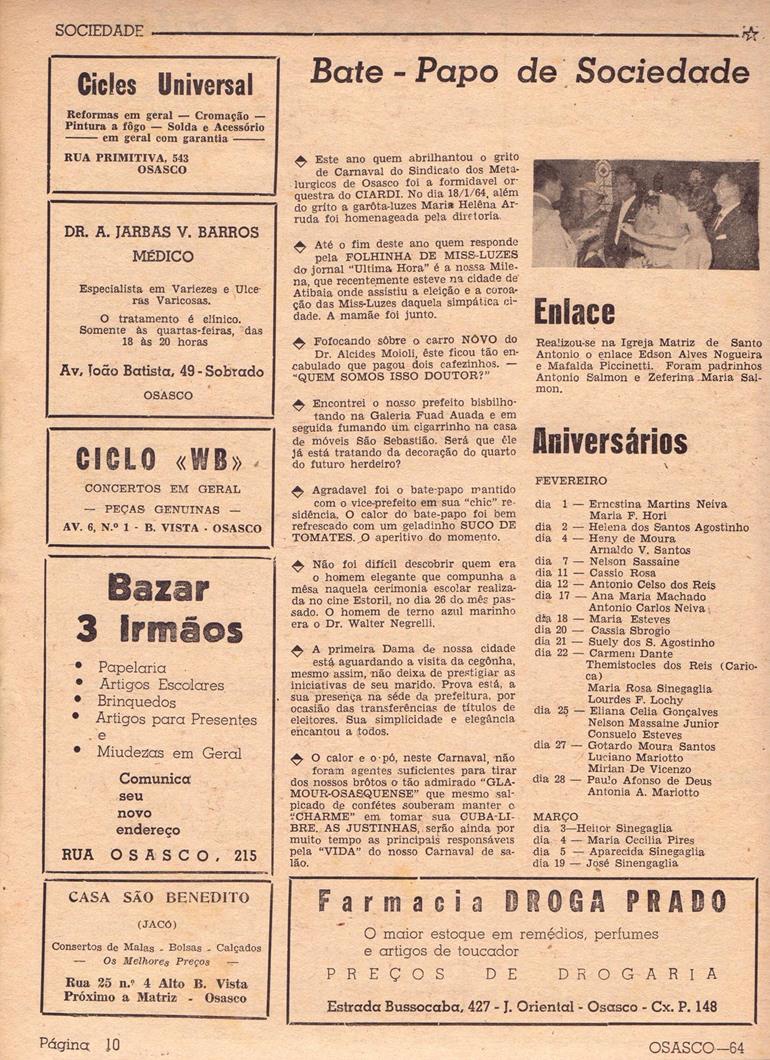 SOCIEDADE
Cicles Universal
Reformas em geral — Cromação —
Pintura a fôgo — Solda e Acessório
—— em geral com garantia ——
RUA PRIMITIVA, 543
OSASCO
DR. A. JARBAS V. BARROS
MÉDICO
Especialista em Variezes e Ulce-
ras Varicosas.
O tratamento é clínico.
Somente às quartas-feiras, das
18 às 20 horas
Av. João Batista, 49 - Sobrado
OSASCO
CICLO «WB»
CONCERTOS EM GERAL
— PEÇAS GENUINAS —
AV. 6, N.º 1 - B. VISTA - OSASCO
Bazar
3 Irmãos
• Papelaria
• Artigos Escolares
• Brinquedos
• Artigos para Presentes
e
• Miudezas em Geral
Comunica
seu
novo
endereço
RUA OSASCO, 215
CASA SÃO BENEDITO
(JACÓ)
Consertos de Malas - Bolsas - Calçados
— Os Melhores Preços —
Rua 25 n.º 4 Alto B. Vista
Próximo a Matriz - Osasco
Bate - Papo de Sociedade
Este ano quem abrilhantou o grito
de Carnaval do Sindicato dos Meta-
lurgicos de Osasco foi a formidavel or-
questra do CIARDI. No dia 18/1/64, além
do grito a garôta-luzes Maria Helêna Ar-
ruda foi homenageada pela diretoria.
Até o fim deste ano quem responde
pela FOLHINHA DE MISS-LUZES
do jornal "Ultima Hora" é a nossa Mile-
na, que recentemente esteve na cidade de
Atibaia onde assistiu a eleição e a coroa-
ção das Miss-Luzes daquela simpática ci-
dade. A mamãe foi junto.
Fofocando sôbre o carro NÔVO do
Dr. Alcides Moioli, êste ficou tão en-
cabulado que pagou dois cafezinhos. —
"QUEM SOMOS ISSO DOUTOR?"
Encontrei o nosso prefeito bisbilho-
tando na Galeria Fuad Auada e em
seguida fumando um cigarrinho na casa
de móveis São Sebastião. Será que êle
já está tratando da decoração do quarto
do futuro herdeiro?
Agradavel foi o bate-papo mantido
com o vice-prefeito em sua "chic" re-
sidência. O calor do bate-papo foi bem
refrescado com um geladinho SUCO DE
TOMATES. O aperitivo do momento.
Não foi difícil descobrir quem era
o homem elegante que compunha a
mêsa naquela cerimonia escolar realiza-
da no cine Estoril, no dia 26 do mês pas-
sado. O homem de terno azul marinho
era o Dr. Walter Negrelli.
A primeira Dama de nossa cidade
está aguardando a visita da cegônha,
mesmo assim, não deixa de prestigiar as
iniciativas de seu marido. Prova está, a
sua presença na séde da prefeitura, por
ocasião das transferências de títulos de
eleitores. Sua simplicidade e elegância
encantou a todos.
O calor e o pó, neste Carnaval, não
foram agentes suficientes para tirar
dos nossos brôtos o tão admirado "GLA-
MOUR-OSASQUENSE" que mesmo sal-
picado de confétes souberam manter o
"CHARME" em tomar sua CUBA-LI-
BRE. AS JUSTINHAS, serão ainda por
muito tempo as principais responsáveis
pela "VIDA" do nosso Carnaval de sa-
lão.
Enlace
Realizou-se na Igreja Matriz de Santo
Antonio o enlace Edson Alves Nogueira
e Mafalda Piccinetti. Foram padrinhos
Antonio Salmon e Zeferina Maria Sal-
mon.
Aniversários
FEVEREIRO
dia 1 — Ernestina Martins Neiva
Maria F. Hori
dia 2 — Helena dos Santos Agostinho
dia 4 — Heny de Moura
Arnaldo V. Santos
dia 7 — Nelson Sassaine
dia 11 — Cassio Rosa
dia 12 — Antonio Celso dos Reis
dia 17 — Ana Maria Machado
Antonio Carlos Neiva
dia 18 — Maria Esteves
dia 20 — Cassia Sbrogio
dia 21 — Suely dos S. Agostinho
dia 22 — Carmem Dante
Themistocles dos Reis (Cario-
ca)
Maria Rosa Sinegaglia
Lourdes F. Lochy
dia 25 — Eliana Celia Gonçalves
Nelson Massaine Junior
Consuelo Esteves
dia 27 — Gotardo Moura Santos
Luciano Mariotto
Mirian De Vicenzo
dia 28 — Paulo Afonso de Deus
Antonia A. Mariotto
MARÇO
dia 3—Heitor Sinegaglia
dia 4 — Maria Cecilia Pires
dia 5 — Aparecida Sinegaglia
dia 19 — José Sinengaglia
Farmacia DROGA PRADO
O maior estoque em remédios, perfumes
e artigos de toucador
PREÇOS DE DROGARIA
Estrada Bussocaba, 427 - J. Oriental - Osasco - Cx. P. 148
Página 10
OSASCO—64